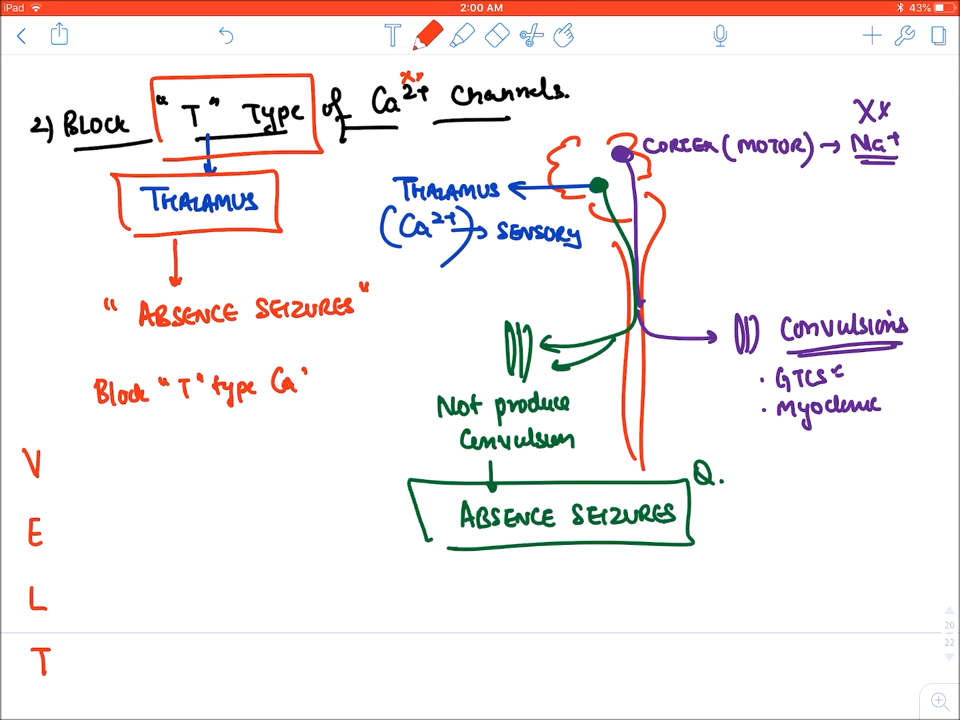 iPad 2:00 AM 43%
T
2) Block "T" Type of Ca2+ Channels.
xx
THALAMUS
"ABSENCE SEIZURES"
Block "T" type Ca
V
E
L
T
CORTEX (MOTOR) → Na+
XX
THALAMUS
(Ca2+) → SENSORY
Convulsions
· GTCS
· Myoclonic
Not produce
Convulsion
Q.
ABSENCE SEIZURES
20
22